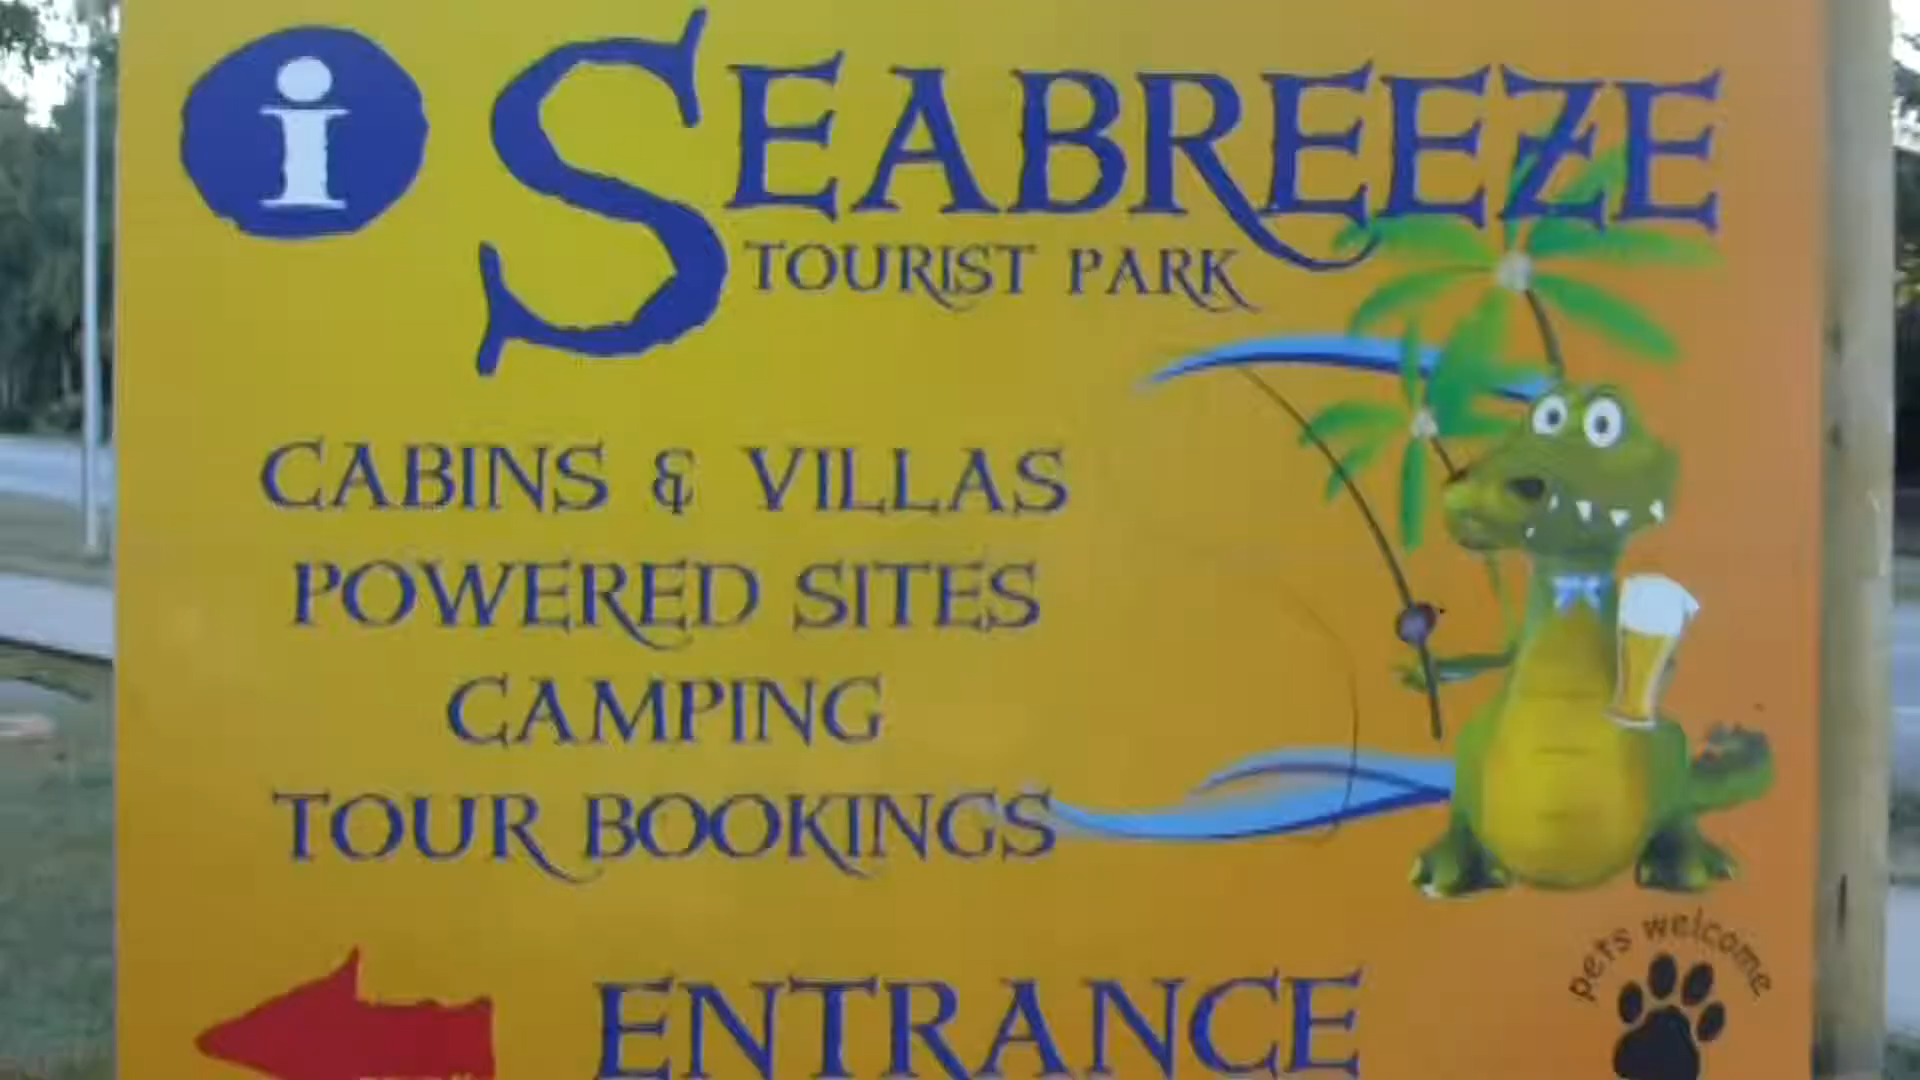 i
SEABREEZE
TOURIST PARK
CABINS & VILLAS
POWERED SITES
CAMPING
TOUR BOOKINGS
pets welcome
ENTRANCE